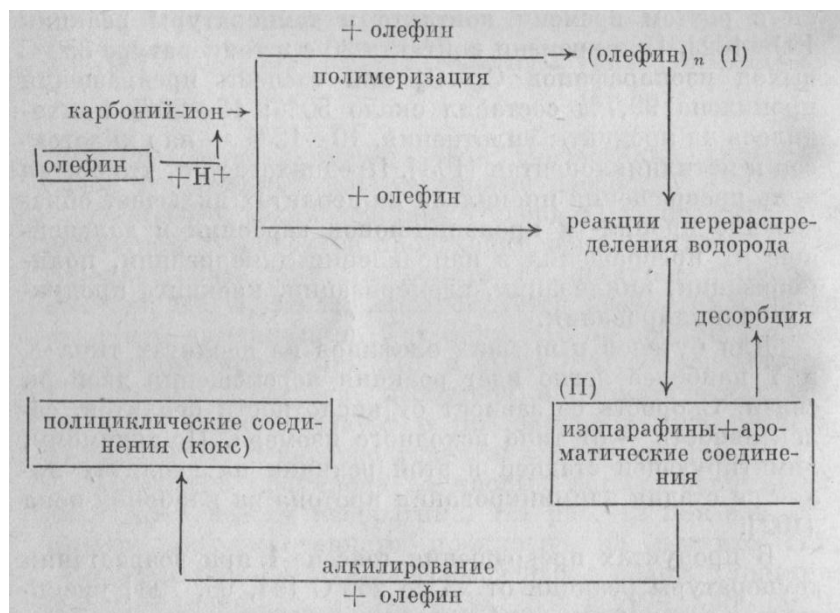 + олефин
полимеризация
(олефин)n (I)
карбоний-ион
олефин
+H+
+ олефин
реакции перераспре-
деления водорода
десорбция
(II)
полициклические соеди-
нения (кокс)
изопарафины+аро-
матические соедине-
ния
алкилирование
+ олефин